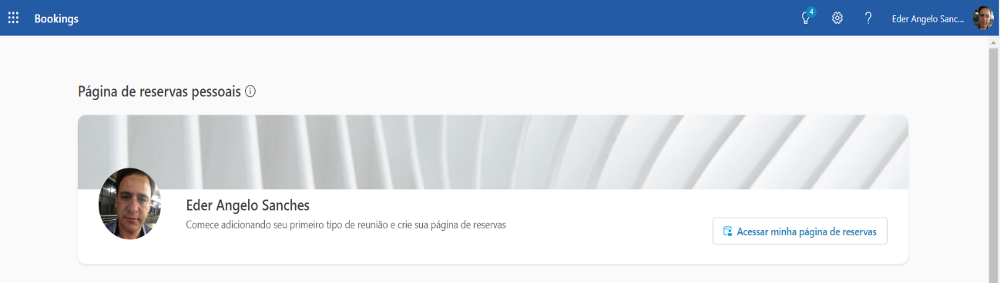 Bookings
4
?
Eder Angelo Sanc...
Página de reservas pessoais
Eder Angelo Sanches
Comece adicionando seu primeiro tipo de reunião e crie sua página de reservas
Acessar minha página de reservas